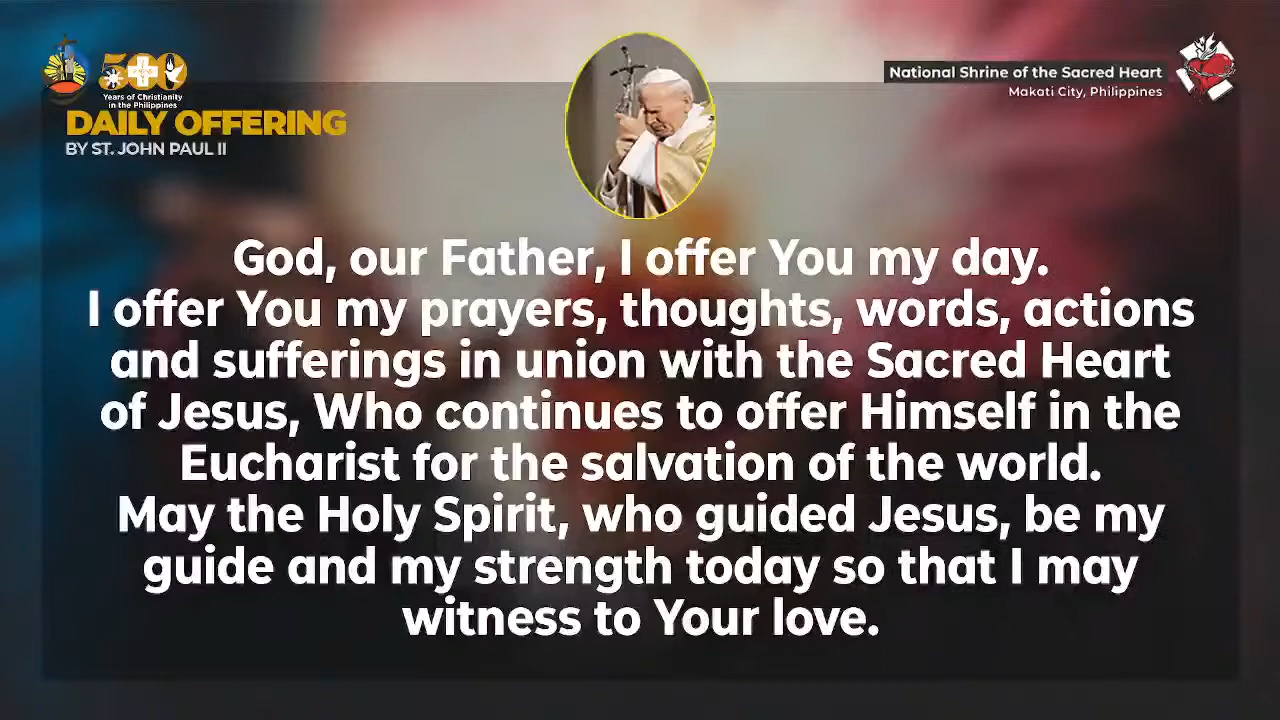 500
Years of Christianity
in the Philippines
DAILY OFFERING
BY ST. JOHN PAUL II
National Shrine of the Sacred Heart
Makati City, Philippines
God, our Father, I offer You my day.
I offer You my prayers, thoughts, words, actions
and sufferings in union with the Sacred Heart
of Jesus, Who continues to offer Himself in the
Eucharist for the salvation of the world.
May the Holy Spirit, who guided Jesus, be my
guide and my strength today so that I may
witness to Your love.